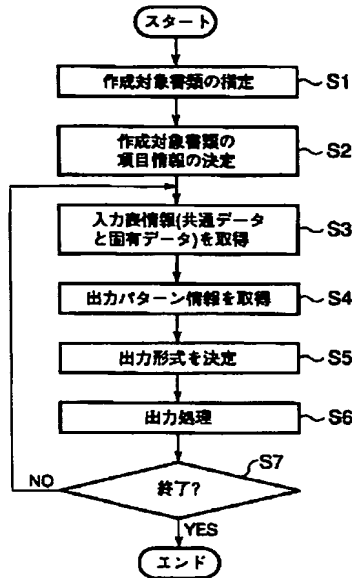 スタート
作成対象書類の指定
S1
作成対象書類の
項目情報の決定
S2
入力表情報(共通データ
と固有データ)を取得
S3
出力パターン情報を取得
S4
出力形式を決定
S5
出力処理
S6
S7
終了?
NO
YES
エンド